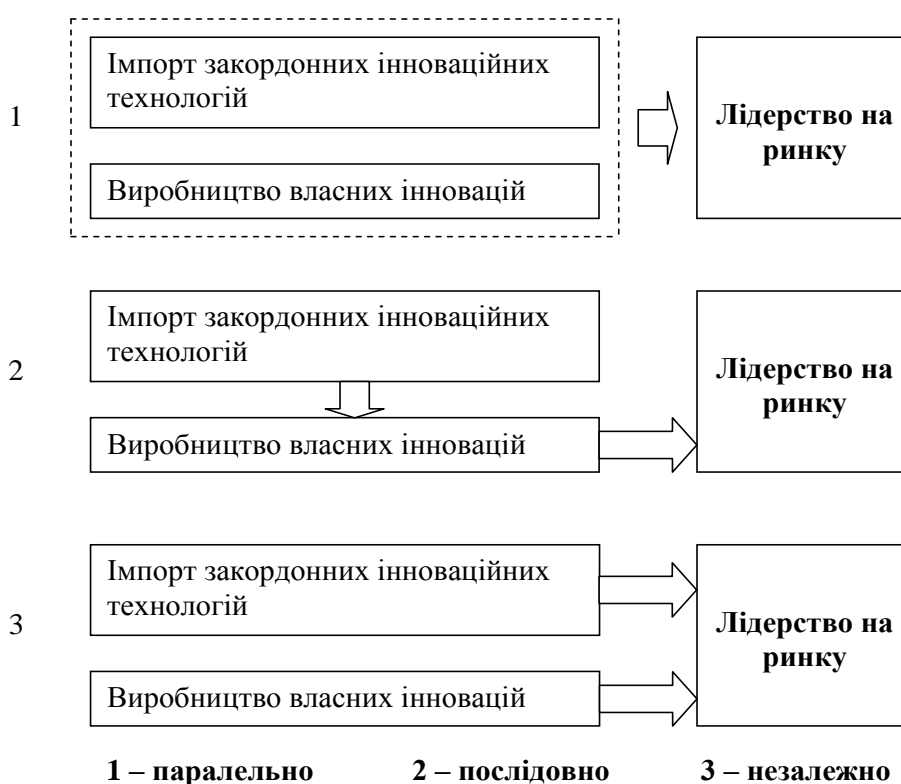 1
Імпорт закордонних інноваційних
технологій
Виробництво власних інновацій
Лідерство на
ринку
2
Імпорт закордонних інноваційних
технологій
Виробництво власних інновацій
Лідерство на
ринку
3
Імпорт закордонних інноваційних
технологій
Виробництво власних інновацій
Лідерство на
ринку
1 – паралельно 2 – послідовно 3 – незалежно